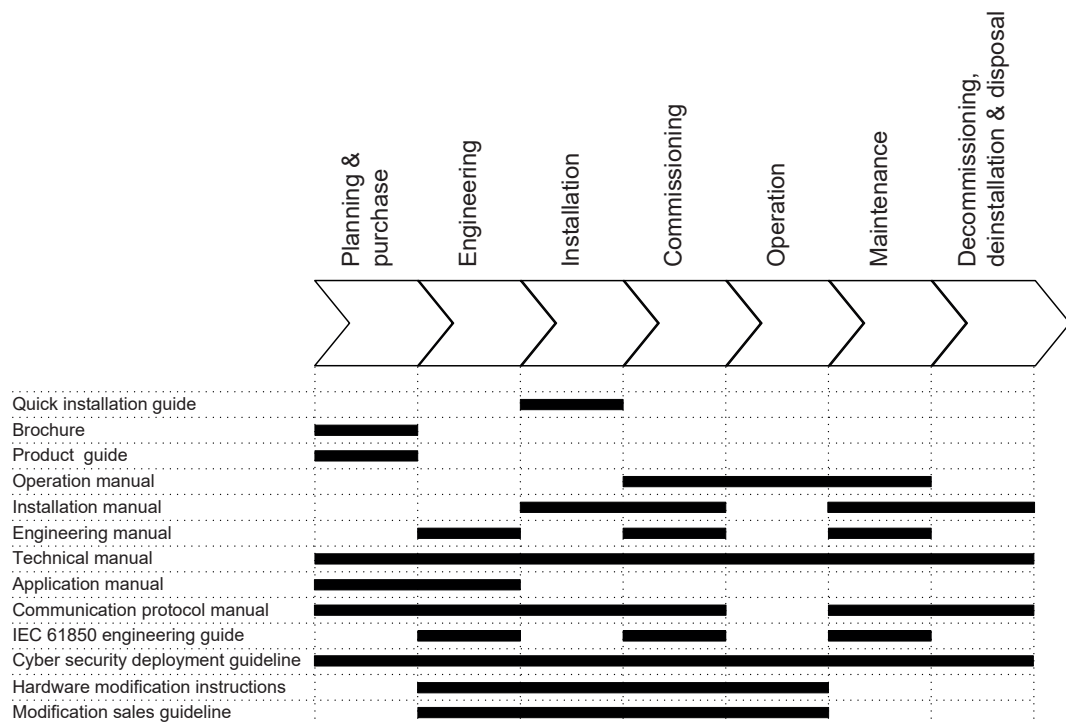 Planning &
purchase
Engineering
Installation
Commissioning
Operation
Maintenance
Decommissioning,
deinstallation & disposal
Quick installation guide
Brochure
Product guide
Operation manual
Installation manual
Engineering manual
Technical manual
Application manual
Communication protocol manual
IEC 61850 engineering guide
Cyber security deployment guideline
Hardware modification instructions
Modification sales guideline